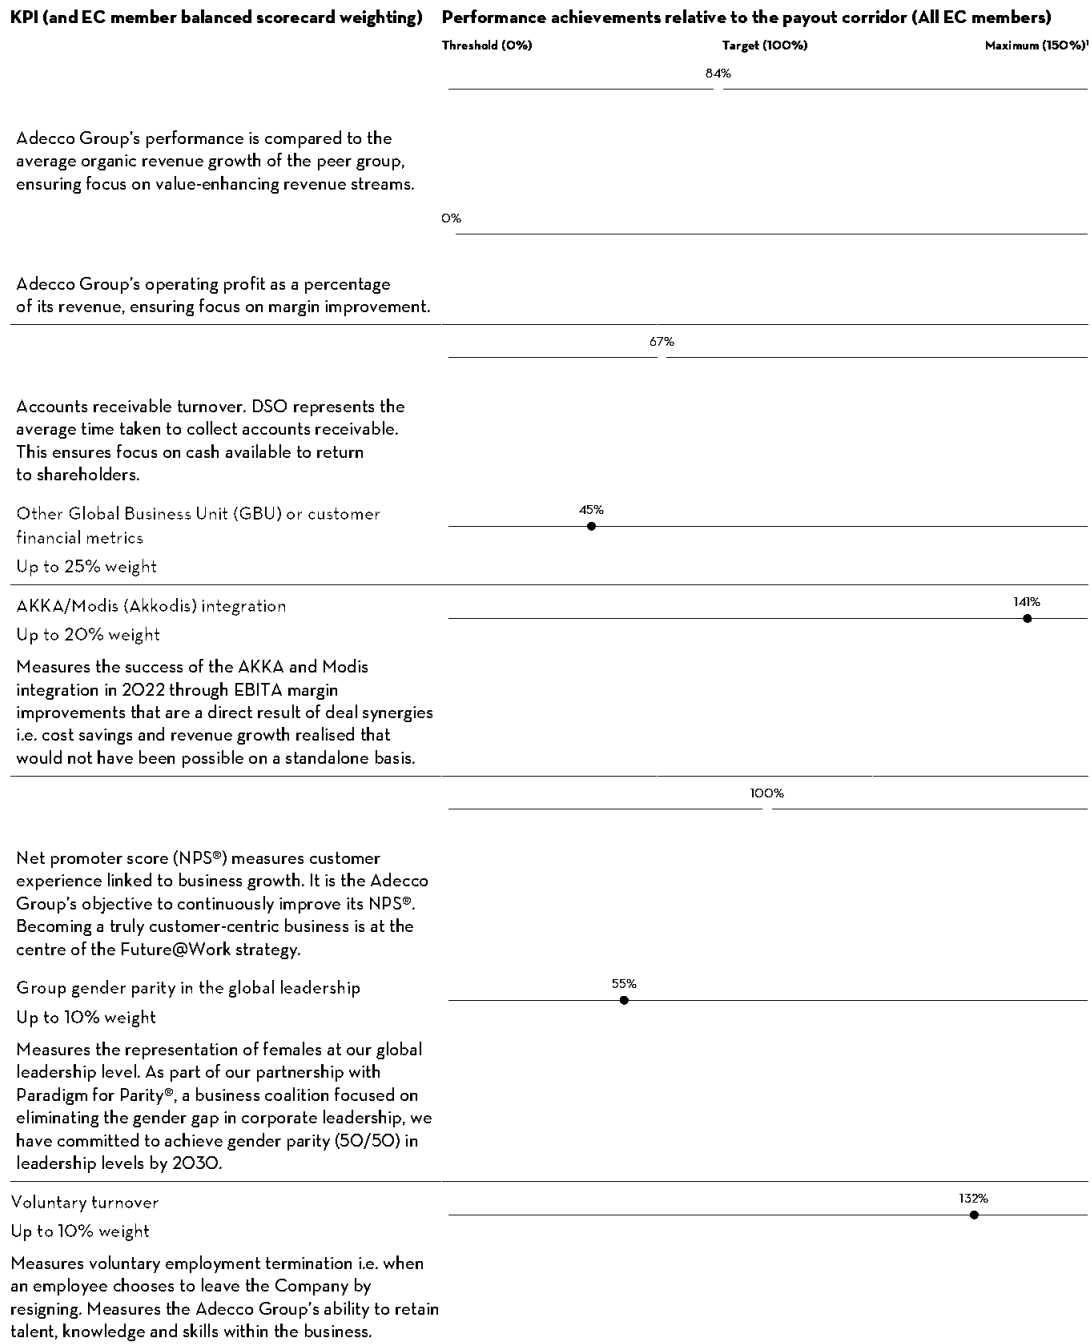 KPI (and EC member balanced scorecard weighting) Performance achievements relative to the payout corridor (All EC members)
Threshold (0%) Target (100%) Maximum (150%)¹
84%
Adecco Group's performance is compared to the
average organic revenue growth of the peer group,
ensuring focus on value-enhancing revenue streams.
0%
Adecco Group's operating profit as a percentage
of its revenue, ensuring focus on margin improvement.
67%
Accounts receivable turnover. DSO represents the
average time taken to collect accounts receivable.
This ensures focus on cash available to return
to shareholders.
45%
Other Global Business Unit (GBU) or customer
financial metrics
Up to 25% weight
141%
AKKA/Modis (Akkodis) integration
Up to 20% weight
Measures the success of the AKKA and Modis
integration in 2022 through EBITA margin
improvements that are a direct result of deal synergies
i.e. cost savings and revenue growth realised that
would not have been possible on a standalone basis.
100%
Net promoter score (NPS®) measures customer
experience linked to business growth. It is the Adecco
Group's objective to continuously improve its NPS®.
Becoming a truly customer-centric business is at the
centre of the Future@Work strategy.
55%
Group gender parity in the global leadership
Up to 10% weight
Measures the representation of females at our global
leadership level. As part of our partnership with
Paradigm for Parity®, a business coalition focused on
eliminating the gender gap in corporate leadership, we
have committed to achieve gender parity (50/50) in
leadership levels by 2030.
132%
Voluntary turnover
Up to 10% weight
Measures voluntary employment termination i.e. when
an employee chooses to leave the Company by
resigning. Measures the Adecco Group's ability to retain
talent, knowledge and skills within the business.